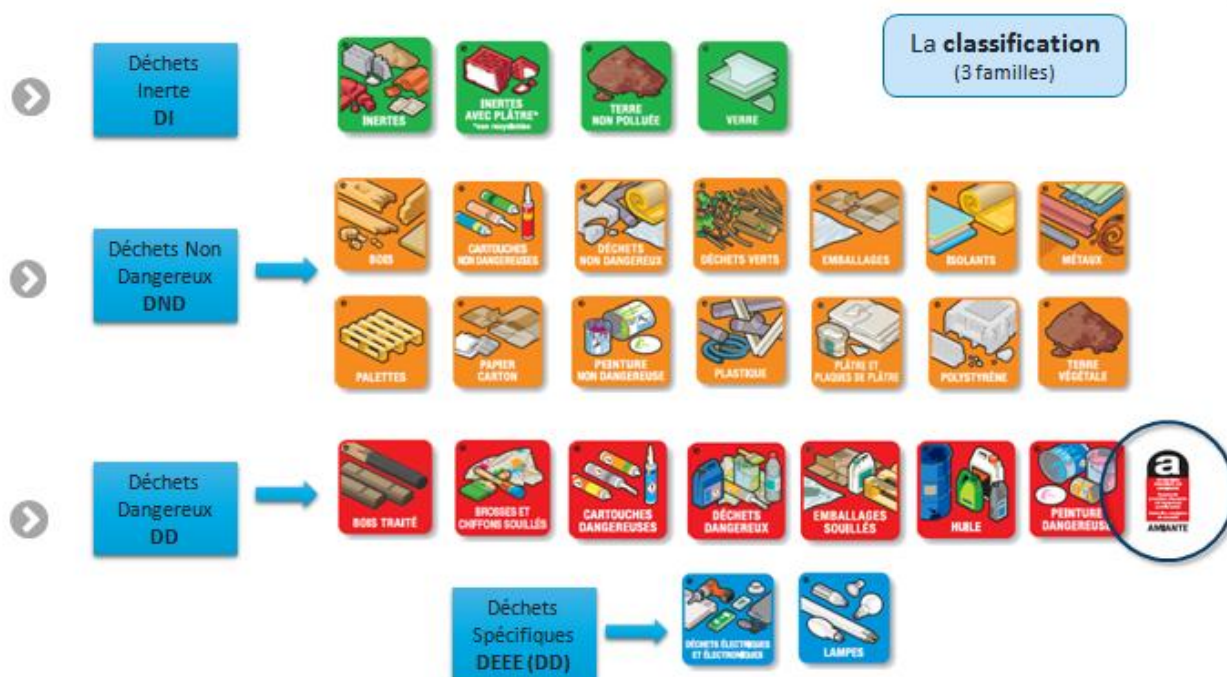 La classification
(3 familles)
Déchets
Inerte
DI
INERTES
INERTES
AVEC PLÂTRE*
*non recyclables
TERRE
NON POLLUÉE
VERRE
Déchets Non
Dangereux
DND
BOIS
CARTOUCHES
NON DANGEREUSES
DÉCHETS
NON DANGEREUX
DÉCHETS VERTS
EMBALLAGES
ISOLANTS
MÉTAUX
PALETTES
PAPIER
CARTON
PEINTURE
NON DANGEREUSE
PLASTIQUE
PLÂTRE ET
PLAQUES DE PLÂTRE
POLYSTYRÈNE
TERRE
VÉGÉTALE
Déchets
Dangereux
DD
BOIS TRAITÉ
BROSSES ET
CHIFFONS SOUILLÉS
CARTOUCHES
DANGEREUSES
DÉCHETS
DANGEREUX
EMBALLAGES
SOUILLÉS
HUILE
PEINTURE
DANGEREUSE
a
AMIANTE
Déchets
Spécifiques
DEEE (DD)
DÉCHETS ÉLECTRIQUES
ET ÉLECTRONIQUES
LAMPES